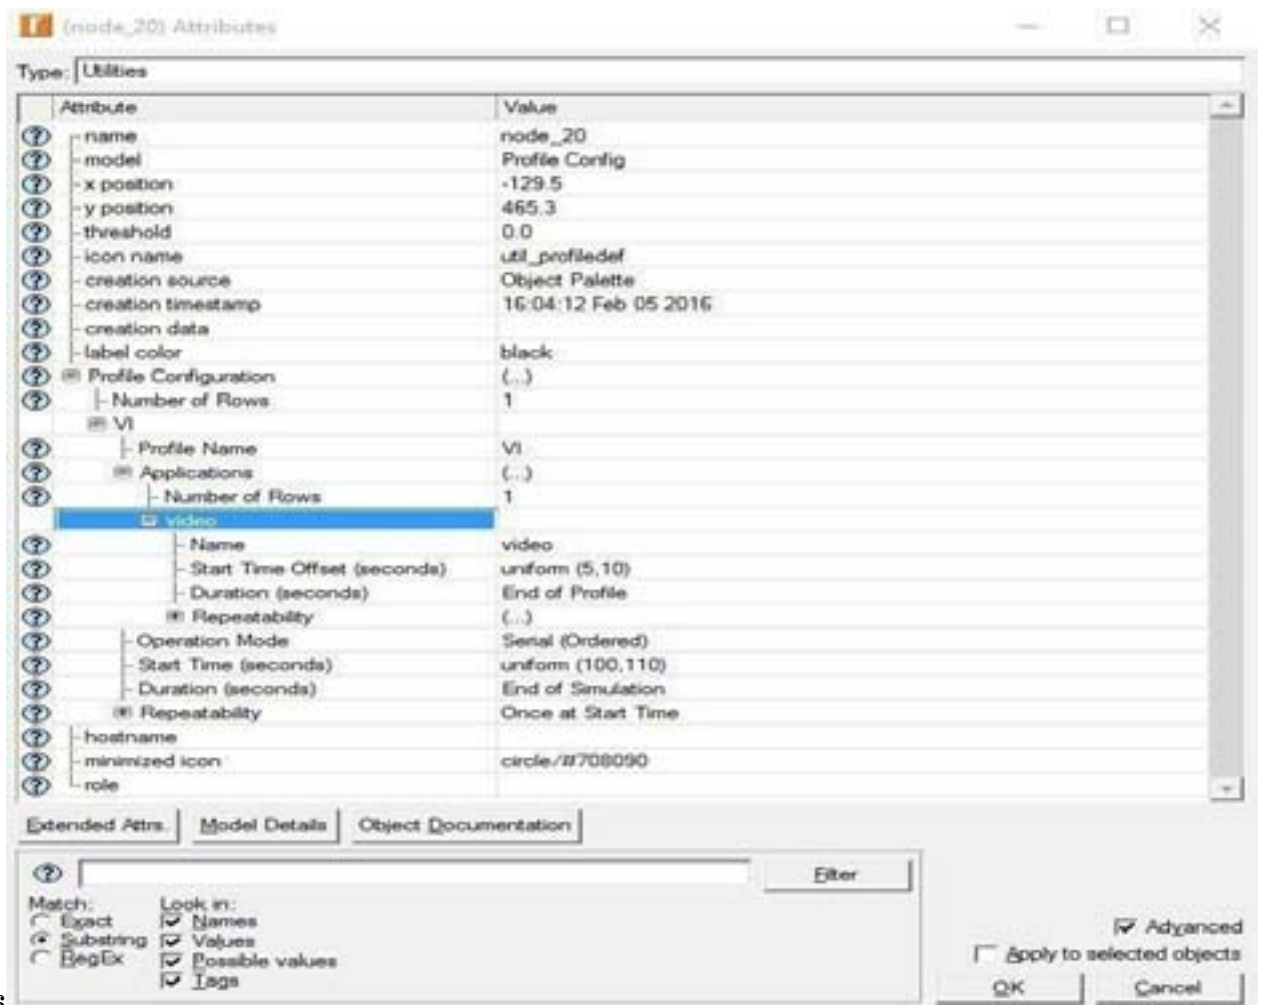 (node_20) Attributes
Type: Utilities
Attribute Value
name node_20
model Profile Config
x position -129.5
y position 465.3
threshold 0.0
icon name util_profiledef
creation source Object Palette
creation timestamp 16:04:12 Feb 05 2016
creation data
label color black
Profile Configuration (...)
Number of Rows 1
VI
Profile Name VI
Applications (...)
Number of Rows 1
video
Name video
Start Time Offset (seconds) uniform (5,10)
Duration (seconds) End of Profile
Repeatability (...)
Operation Mode Serial (Ordered)
Start Time (seconds) uniform (100,110)
Duration (seconds) End of Simulation
Repeatability Once at Start Time
hostname
minimized icon circle/#708090
role
Extended Attrs. Model Details Object Documentation
Filter
Match: Look in:
Exact Names
Substring Values
RegEx Possible values
Tags
Advanced
Apply to selected objects
OK Cancel